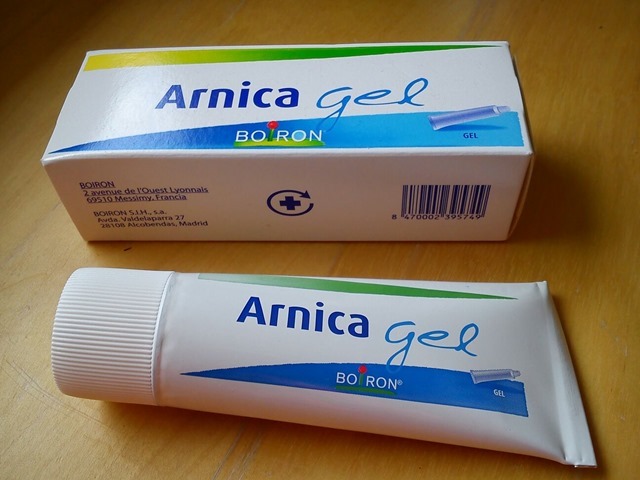 Arnica gel
BOIRON
GEL
BOIRON
2 avenue de l'Ouest Lyonnais
69510 Messimy, Francia
BOIRON S.I.H., s.a.
Avda. Valdelaparra 27
28108 Alcobendas, Madrid
8 470002 395749
Arnica gel
BOIRON®
GEL